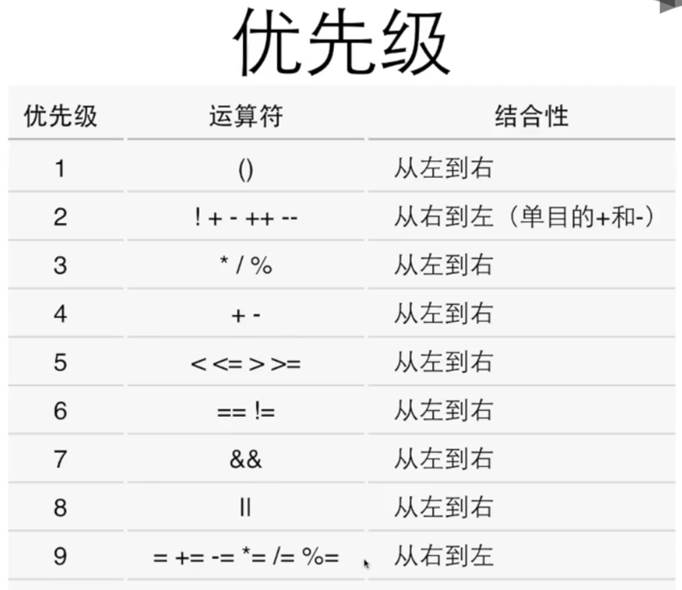 优先级
优先级 运算符 结合性
1 () 从左到右
2 ! + - ++ -- 从右到左（单目的+和-）
3 * / % 从左到右
4 + - 从左到右
5 < <= > >= 从左到右
6 == != 从左到右
7 && 从左到右
8 || 从左到右
9 = += -= *= /= %= 从右到左